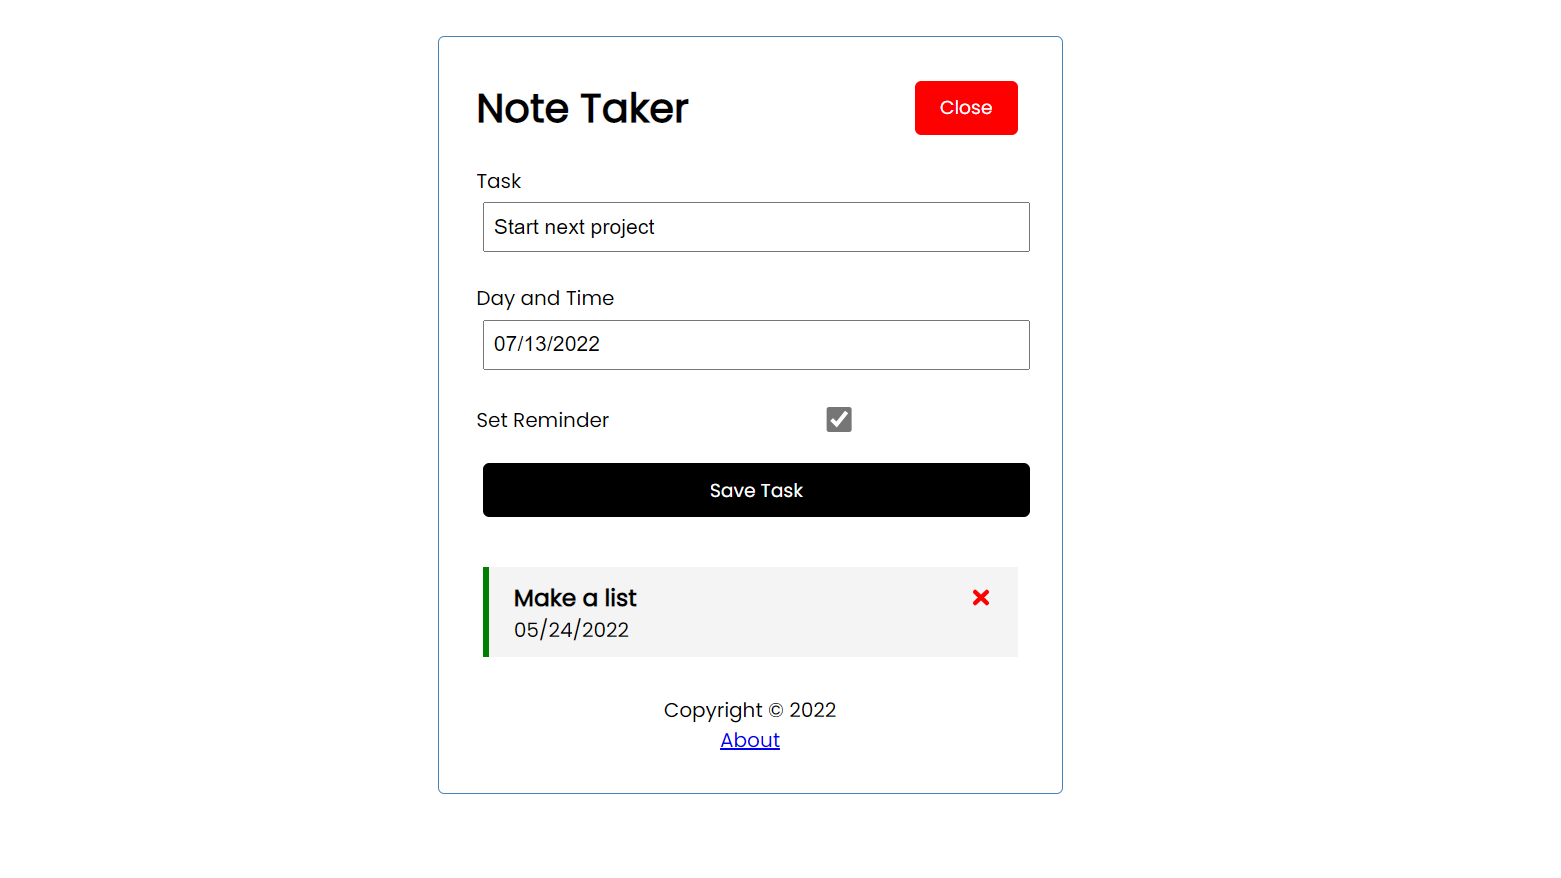 Note Taker
Close
Task
Start next project
Day and Time
07/13/2022
Set Reminder
Save Task
Make a list
05/24/2022
Copyright © 2022
About